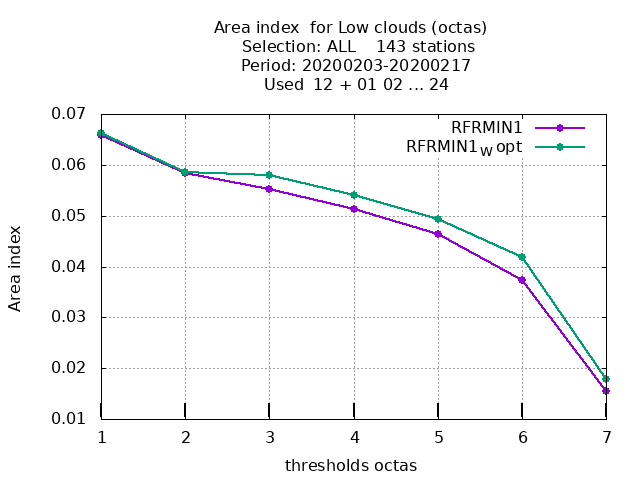 Area index for Low clouds (octas)
Selection: ALL 143 stations
Period: 20200203-20200217
Used 12 + 01 02 ... 24
RFRMIN1
RFRMIN1W opt
0.07
0.06
0.05
0.04
0.03
0.02
0.01
Area index
1 2 3 4 5 6 7
thresholds octas